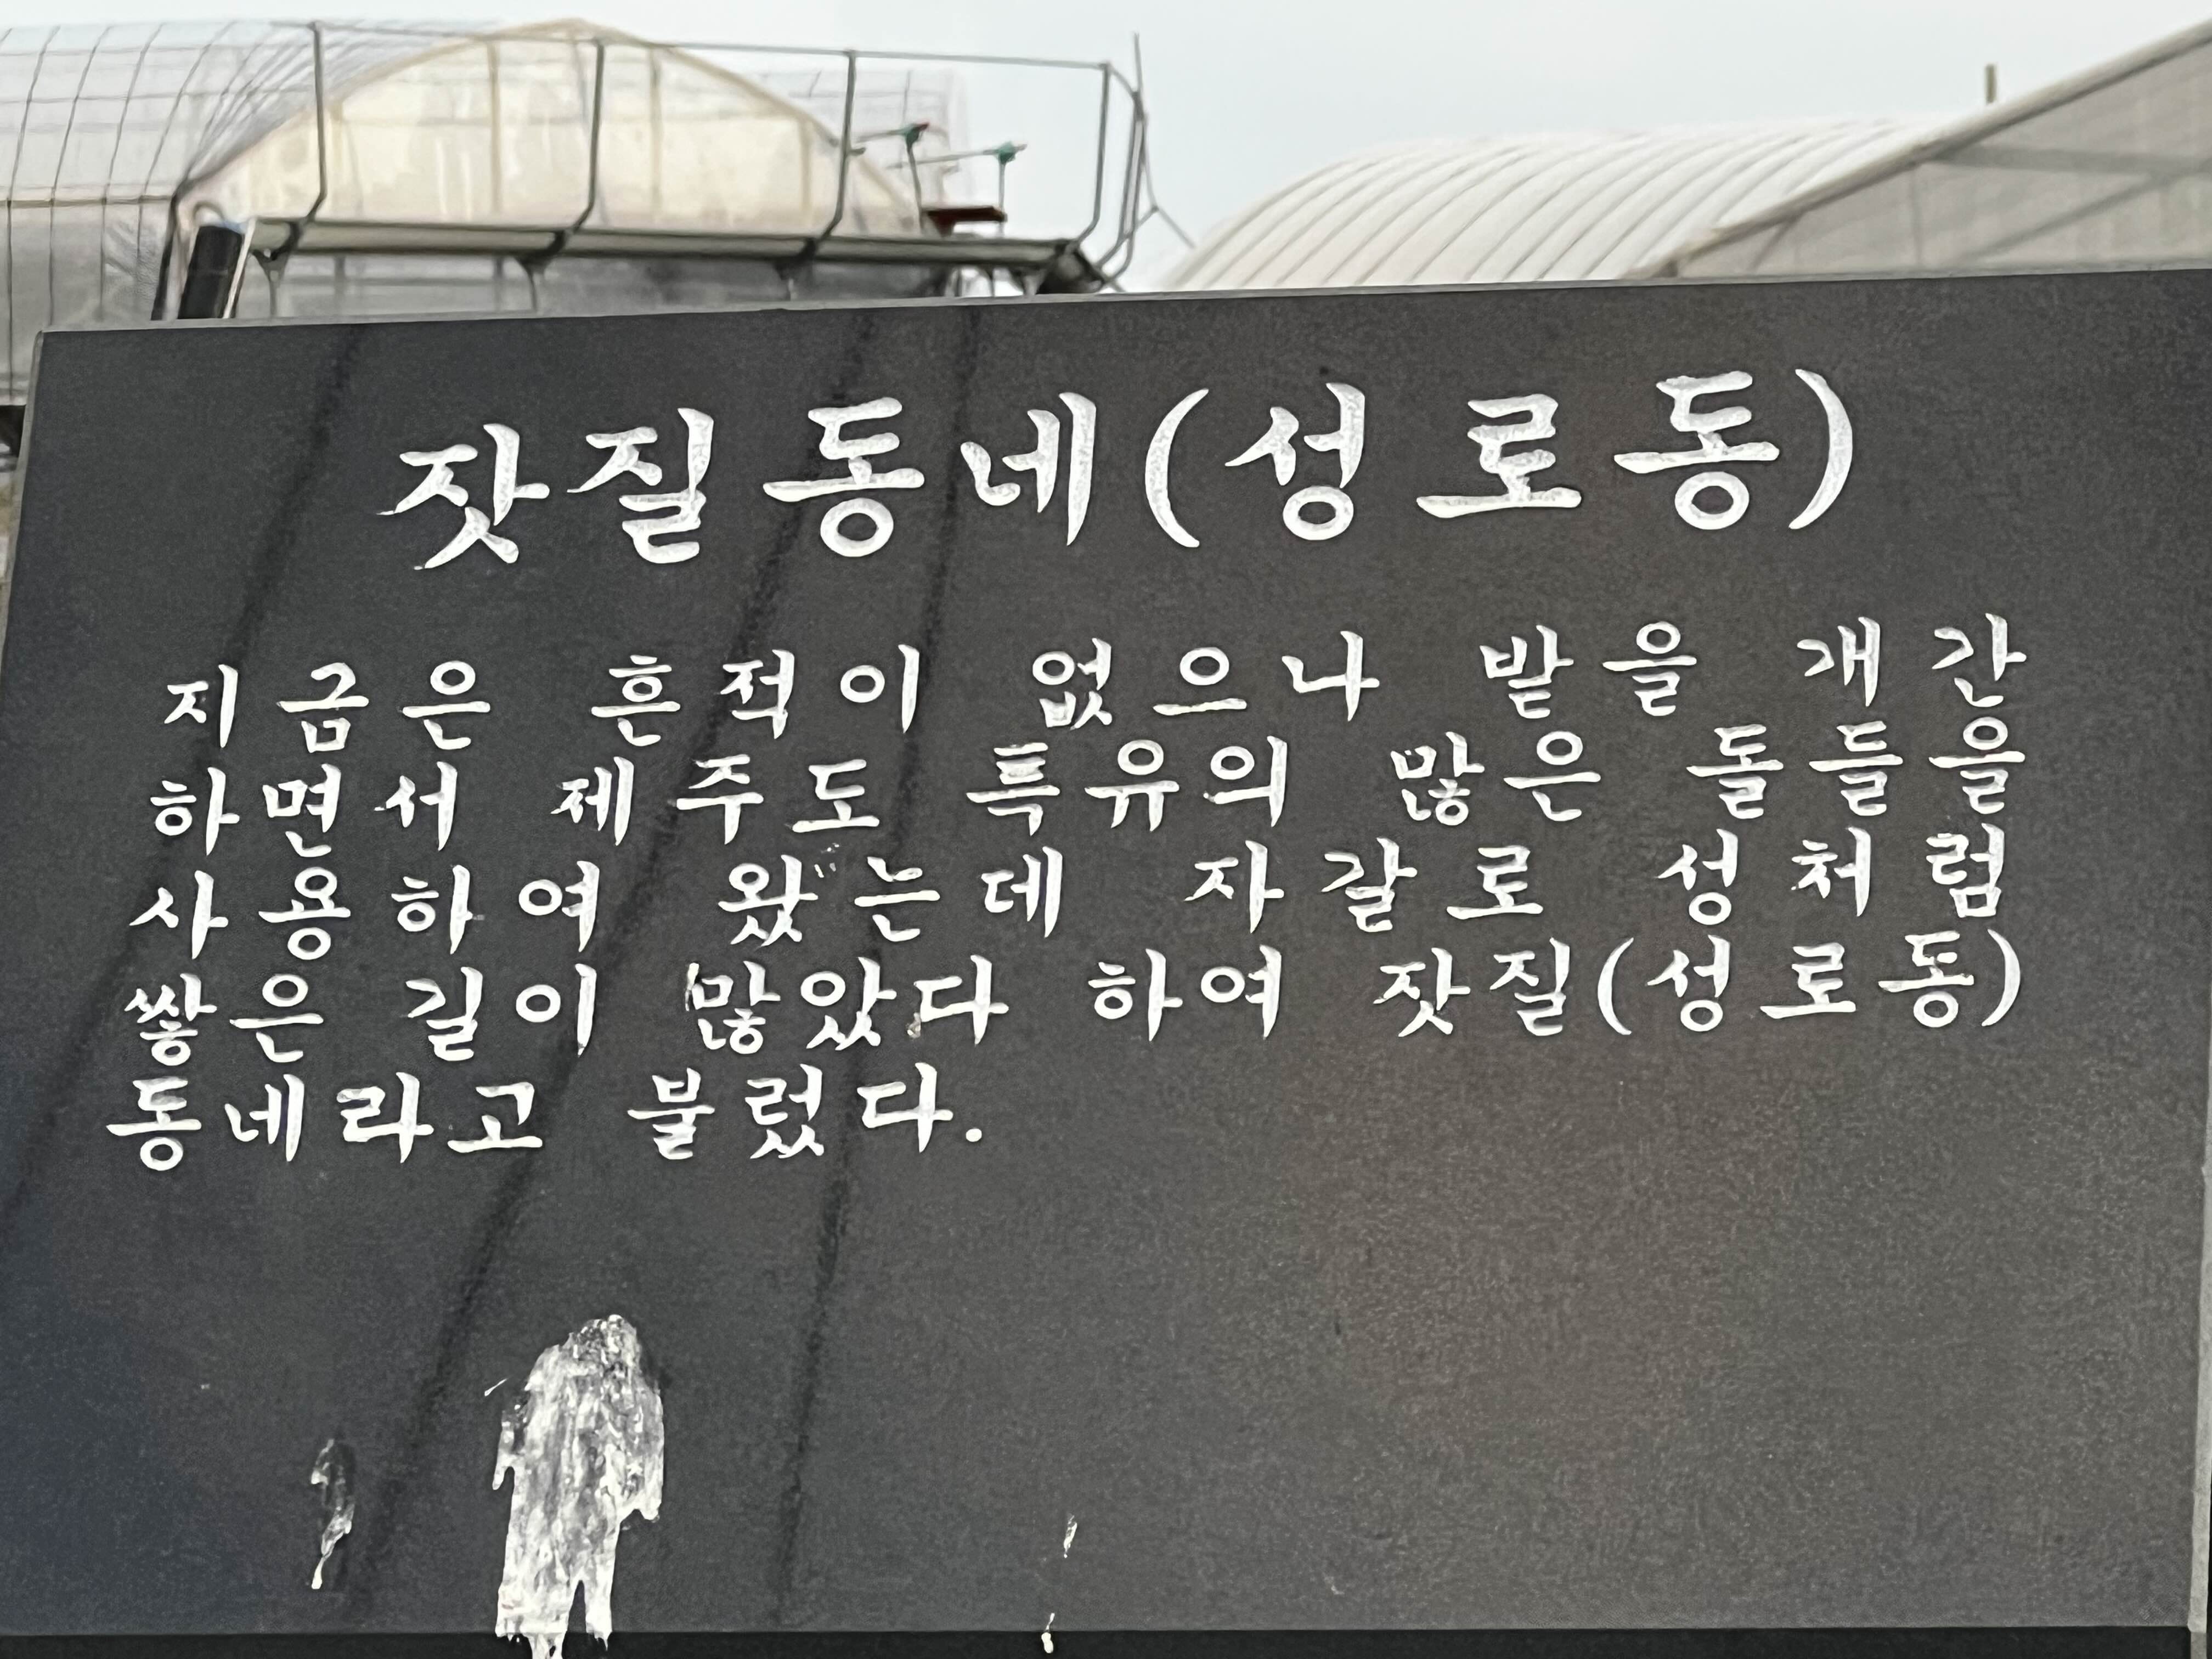 잣질동네(성로동)
지금은 흔적이 없으나 밭을 개간
하면서 제주도 특유의 많은 돌들을
사용하여 왔는데 자갈로 성처럼
쌓은 길이 많았다 하여 잣질(성로동)
동네라고 불렀다.